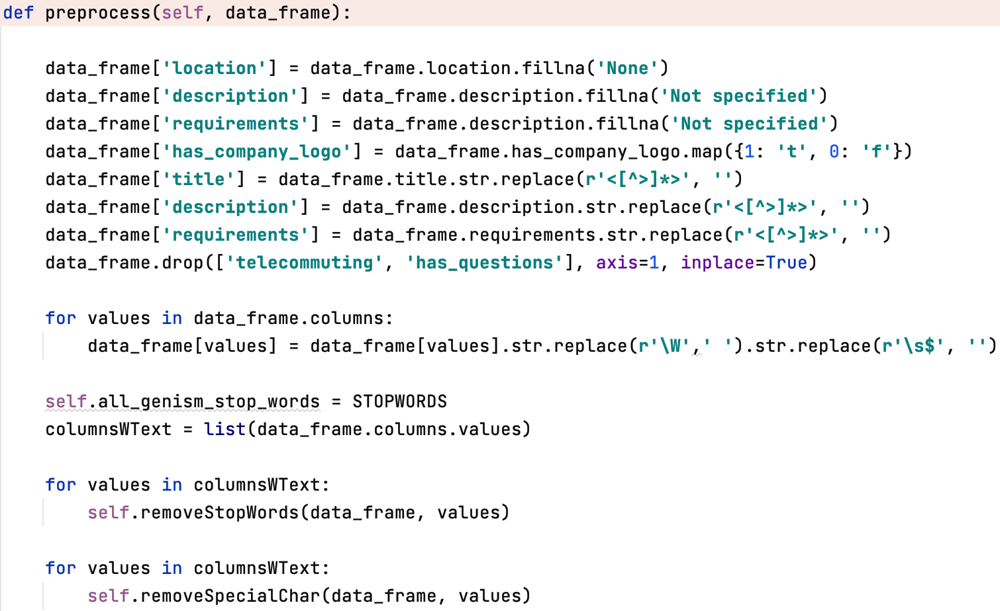 def preprocess(self, data_frame):
data_frame['location'] = data_frame.location.fillna('None')
data_frame['description'] = data_frame.description.fillna('Not specified')
data_frame['requirements'] = data_frame.description.fillna('Not specified')
data_frame['has_company_logo'] = data_frame.has_company_logo.map({1: 't', 0: 'f'})
data_frame['title'] = data_frame.title.str.replace(r'<[^>]*>', '')
data_frame['description'] = data_frame.description.str.replace(r'<[^>]*>', '')
data_frame['requirements'] = data_frame.requirements.str.replace(r'<[^>]*>', '')
data_frame.drop(['telecommuting', 'has_questions'], axis=1, inplace=True)
for values in data_frame.columns:
data_frame[values] = data_frame[values].str.replace(r'\W',' ').str.replace(r'\s$', '')
self.all_genism_stop_words = STOPWORDS
columnsWText = list(data_frame.columns.values)
for values in columnsWText:
self.removeStopWords(data_frame, values)
for values in columnsWText:
self.removeSpecialChar(data_frame, values)